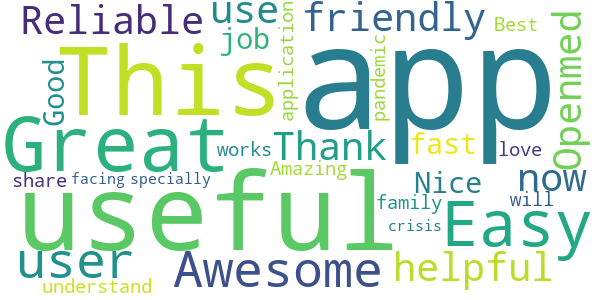 Reliable
use
friendly
Best
job
application
pandemic
Openmed
This
app
Good
Great
works
Thank
fast
love
Amazing
share
facing
specially
Nice
now
useful
family
will
crisis
Easy
user
Awesome
helpful
understand